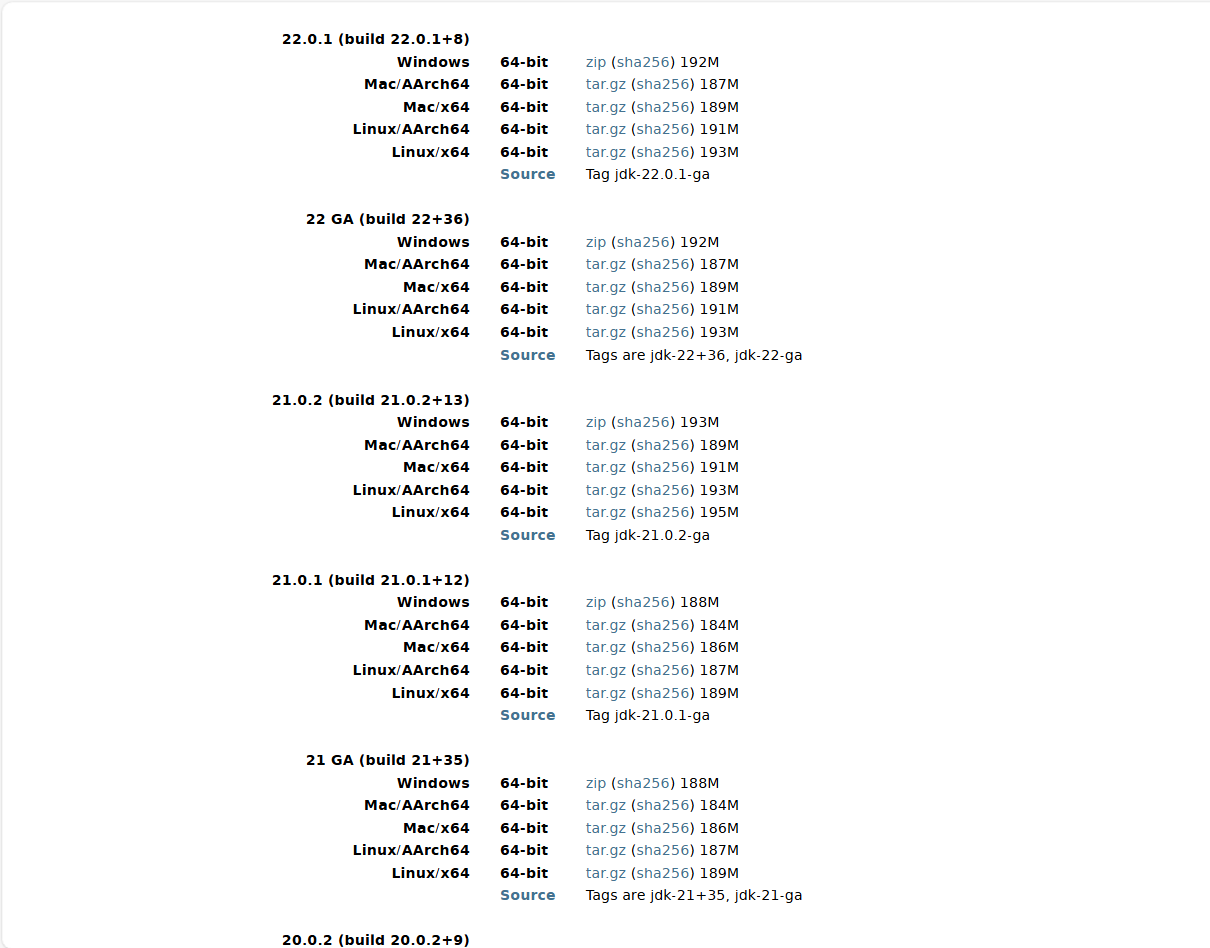 22.0.1 (build 22.0.1+8)
Windows 64-bit zip (sha256) 192M
Mac/AArch64 64-bit tar.gz (sha256) 187M
Mac/x64 64-bit tar.gz (sha256) 189M
Linux/AArch64 64-bit tar.gz (sha256) 191M
Linux/x64 64-bit tar.gz (sha256) 193M
Source Tag jdk-22.0.1-ga
22 GA (build 22+36)
Windows 64-bit zip (sha256) 192M
Mac/AArch64 64-bit tar.gz (sha256) 187M
Mac/x64 64-bit tar.gz (sha256) 189M
Linux/AArch64 64-bit tar.gz (sha256) 191M
Linux/x64 64-bit tar.gz (sha256) 193M
Source Tags are jdk-22+36, jdk-22-ga
21.0.2 (build 21.0.2+13)
Windows 64-bit zip (sha256) 193M
Mac/AArch64 64-bit tar.gz (sha256) 189M
Mac/x64 64-bit tar.gz (sha256) 191M
Linux/AArch64 64-bit tar.gz (sha256) 193M
Linux/x64 64-bit tar.gz (sha256) 195M
Source Tag jdk-21.0.2-ga
21.0.1 (build 21.0.1+12)
Windows 64-bit zip (sha256) 188M
Mac/AArch64 64-bit tar.gz (sha256) 184M
Mac/x64 64-bit tar.gz (sha256) 186M
Linux/AArch64 64-bit tar.gz (sha256) 187M
Linux/x64 64-bit tar.gz (sha256) 189M
Source Tag jdk-21.0.1-ga
21 GA (build 21+35)
Windows 64-bit zip (sha256) 188M
Mac/AArch64 64-bit tar.gz (sha256) 184M
Mac/x64 64-bit tar.gz (sha256) 186M
Linux/AArch64 64-bit tar.gz (sha256) 187M
Linux/x64 64-bit tar.gz (sha256) 189M
Source Tags are jdk-21+35, jdk-21-ga
20.0.2 (build 20.0.2+9)